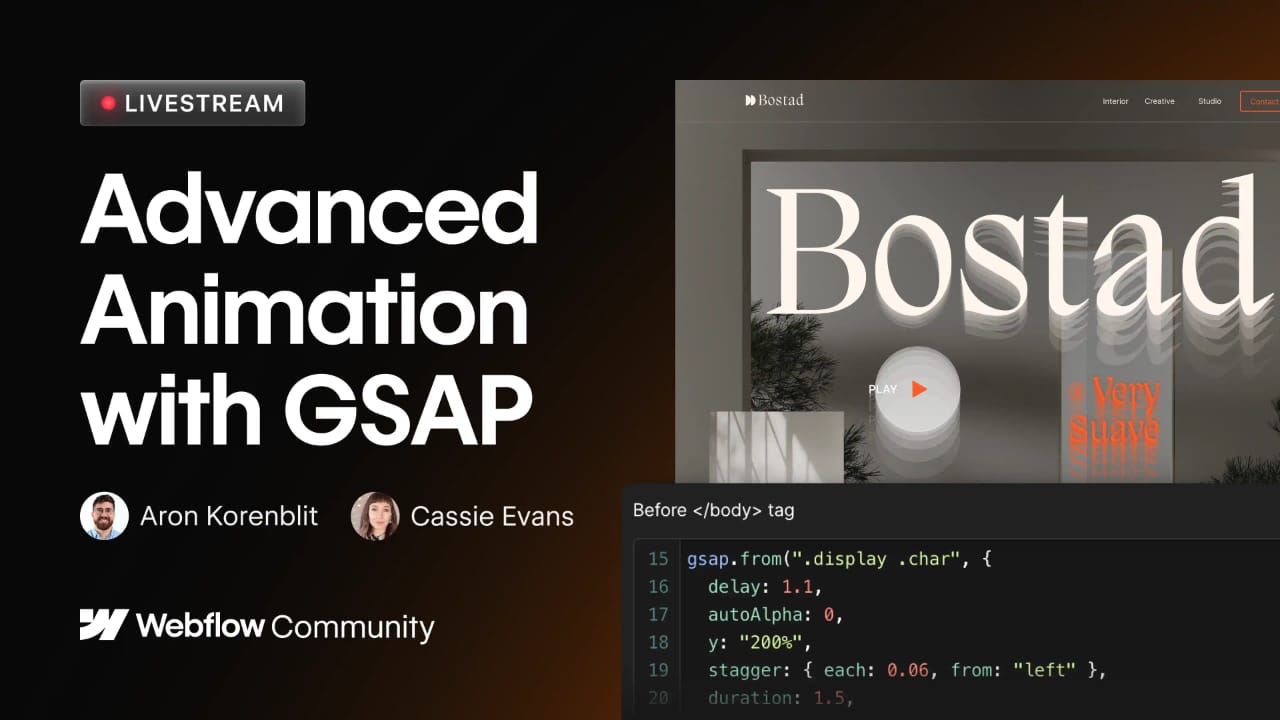 LIVESTREAM
Advanced
Animation
with GSAP
Aron Korenblit
Cassie Evans
Webflow Community
Bostad
Interior
Creative
Studio
Contact
Bostad
PLAY
Very
Suave
Before </body> tag
15 gsap.from(".display .char", {
16 delay: 1.1,
17 autoAlpha: 0,
18 y: "200%",
19 stagger: { each: 0.06, from: "left" },
20 duration: 1.5,